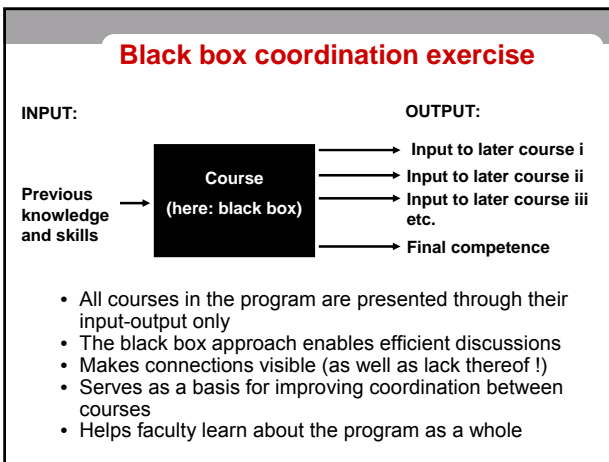 Black box coordination exercise
INPUT:
OUTPUT:
Previous
knowledge
and skills
Course
(here: black box)
Input to later course i
Input to later course ii
Input to later course iii
etc.
Final competence
• All courses in the program are presented through their
input-output only
• The black box approach enables efficient discussions
• Makes connections visible (as well as lack thereof !)
• Serves as a basis for improving coordination between
courses
• Helps faculty learn about the program as a whole